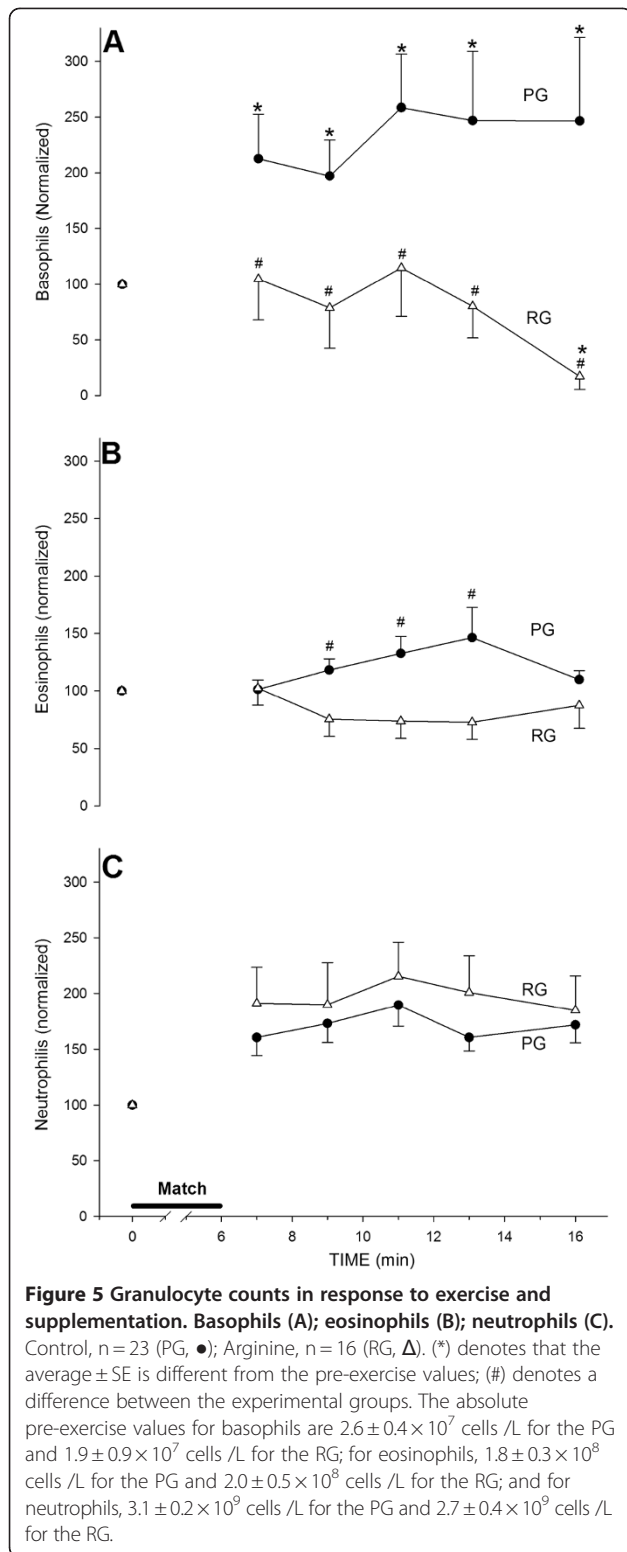 A
300
250
200
150
100
50
0
Basophils (Normalized)
* * * * *
PG
# # # # * #
RG
B
300
250
200
150
100
50
0
Eosinophils (normalized)
# # #
PG
RG
C
300
250
200
150
100
50
0
Neutrophilis (normalized)
RG
PG
Match
0 6 8 10 12 14 16
TIME (min)
Figure 5 Granulocyte counts in response to exercise and
supplementation. Basophils (A); eosinophils (B); neutrophils (C).
Control, n = 23 (PG, ●); Arginine, n = 16 (RG, Δ). (*) denotes that the
average ± SE is different from the pre-exercise values; (#) denotes a
difference between the experimental groups. The absolute
pre-exercise values for basophils are 2.6 ± 0.4 × 10⁷ cells /L for the PG
and 1.9 ± 0.9 × 10⁷ cells /L for the RG; for eosinophils, 1.8 ± 0.3 × 10⁸
cells /L for the PG and 2.0 ± 0.5 × 10⁸ cells /L for the RG; and for
neutrophils, 3.1 ± 0.2 × 10⁹ cells /L for the PG and 2.7 ± 0.4 × 10⁹ cells /L
for the RG.